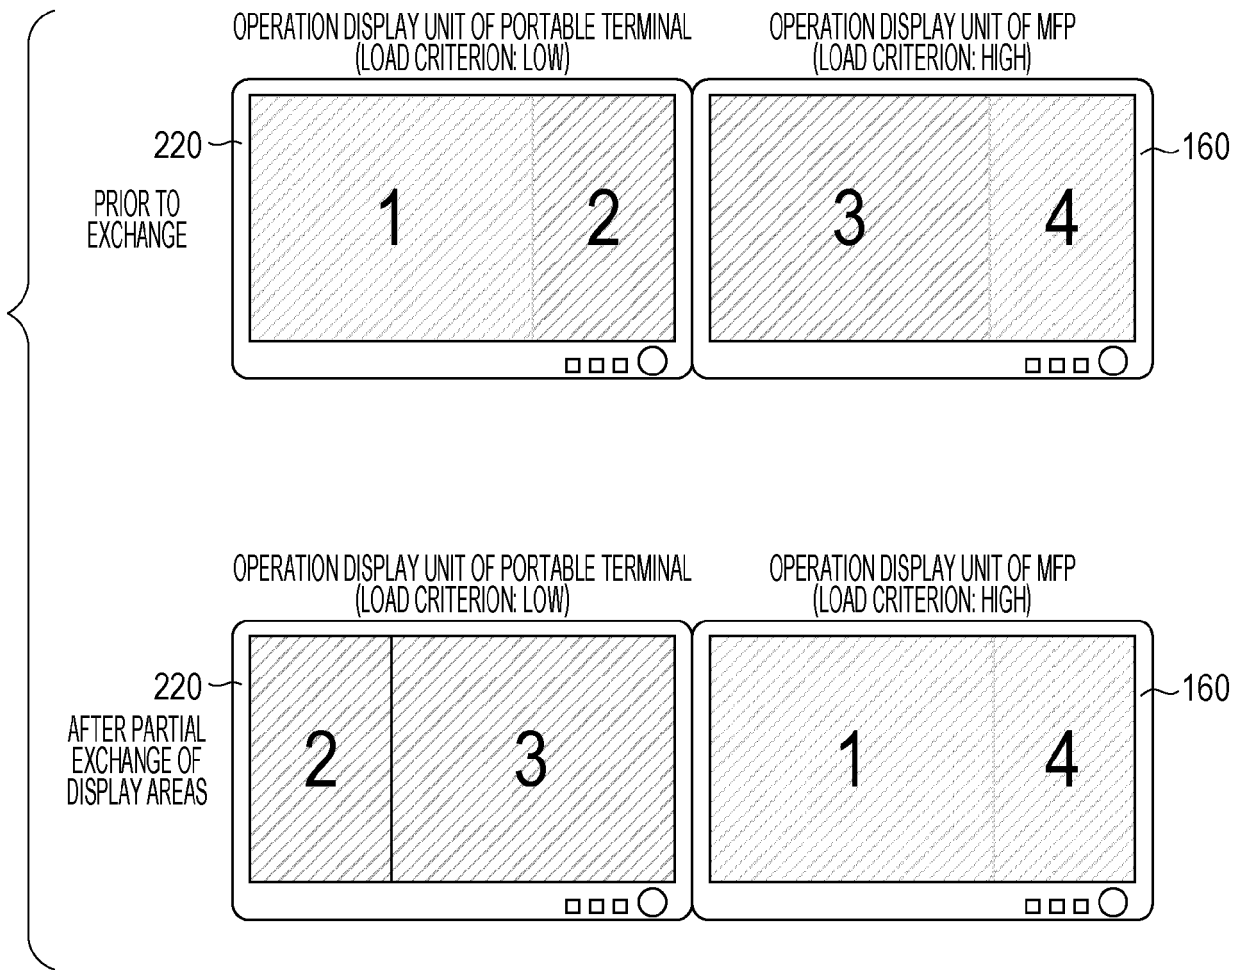 OPERATION DISPLAY UNIT OF PORTABLE TERMINAL
(LOAD CRITERION: LOW)
OPERATION DISPLAY UNIT OF MFP
(LOAD CRITERION: HIGH)
220
160
PRIOR TO
EXCHANGE
1
2
3
4
OPERATION DISPLAY UNIT OF PORTABLE TERMINAL
(LOAD CRITERION: LOW)
OPERATION DISPLAY UNIT OF MFP
(LOAD CRITERION: HIGH)
220
160
AFTER PARTIAL
EXCHANGE OF
DISPLAY AREAS
2
3
1
4